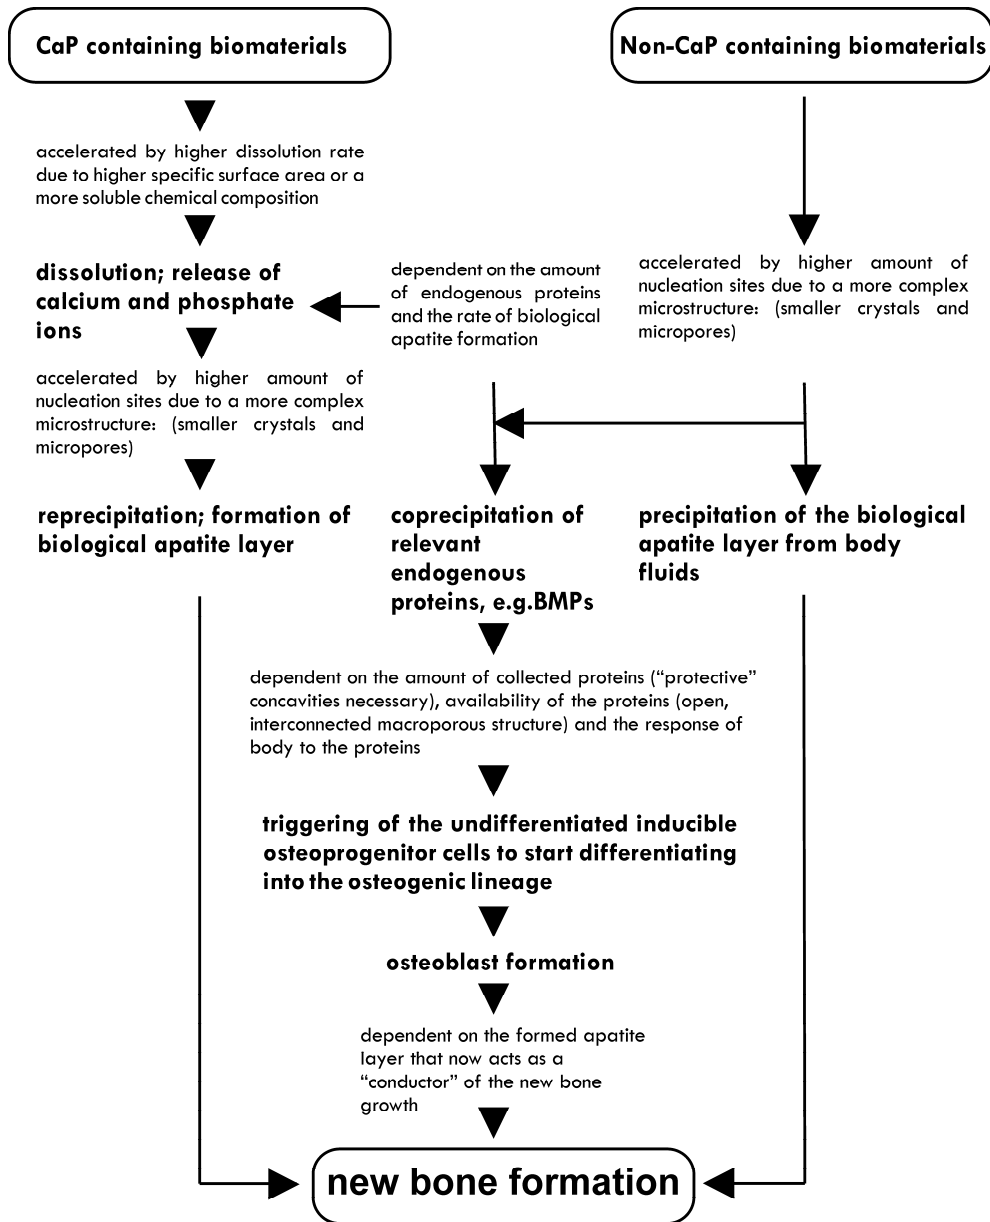 CaP containing biomaterials
Non-CaP containing biomaterials
accelerated by higher dissolution rate
due to higher specific surface area or a
more soluble chemical composition
dissolution; release of
calcium and phosphate
ions
dependent on the amount
of endogenous proteins
and the rate of biological
apatite formation
accelerated by higher amount of
nucleation sites due to a more complex
microstructure: (smaller crystals and
micropores)
accelerated by higher amount of
nucleation sites due to a more complex
microstructure: (smaller crystals and
micropores)
reprecipitation; formation of
biological apatite layer
coprecipitation of
relevant
endogenous
proteins, e.g.BMPs
precipitation of the biological
apatite layer from body
fluids
dependent on the amount of collected proteins (“protective”
concavities necessary), availability of the proteins (open,
interconnected macroporous structure) and the response of
body to the proteins
triggering of the undifferentiated inducible
osteoprogenitor cells to start differentiating
into the osteogenic lineage
osteoblast formation
dependent on the formed apatite
layer that now acts as a
“conductor” of the new bone
growth
new bone formation